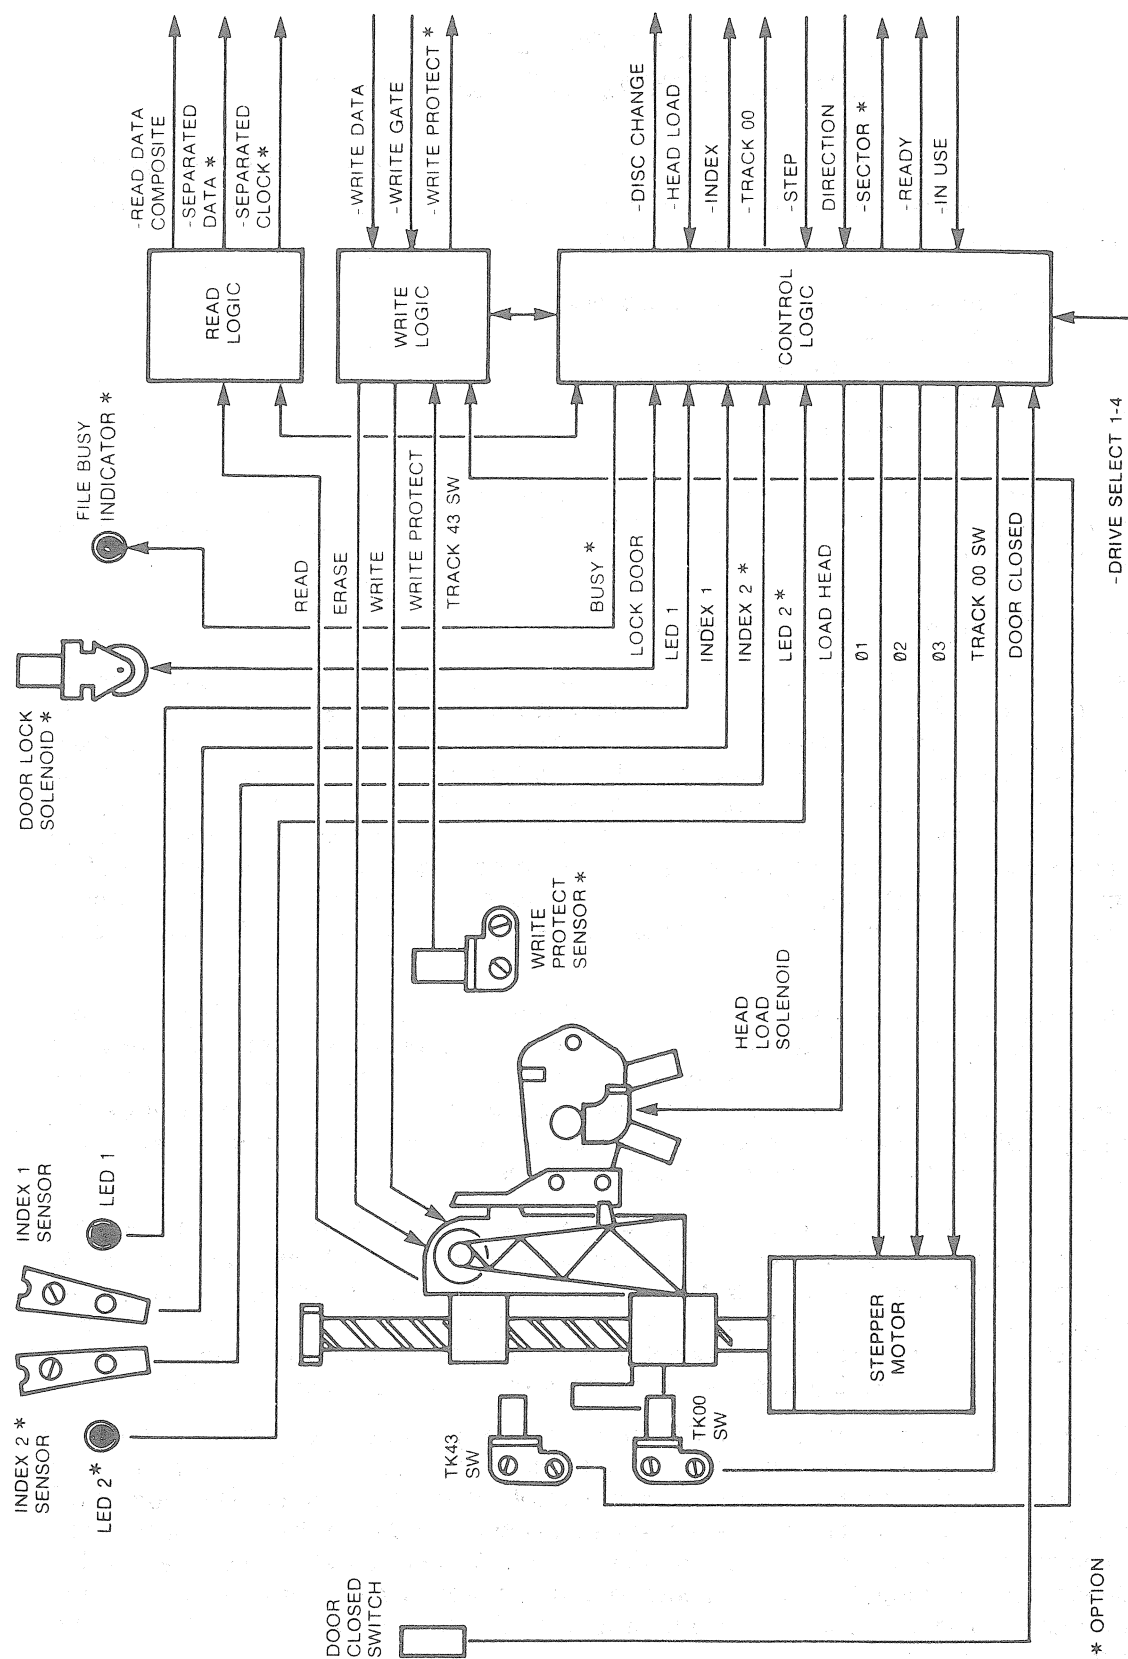 -READ DATA
COMPOSITE
-SEPARATED
DATA *
-SEPARATED
CLOCK *
-WRITE DATA
-WRITE GATE
-WRITE PROTECT *
-DISC CHANGE
-HEAD LOAD
-INDEX
-TRACK 00
-STEP
DIRECTION
-SECTOR *
-READY
-IN USE
READ
LOGIC
WRITE
LOGIC
CONTROL
LOGIC
FILE BUSY
INDICATOR *
READ
ERASE
WRITE
WRITE PROTECT
TRACK 43 SW
BUSY *
LOCK DOOR
LED 1
INDEX 1
INDEX 2 *
LED 2 *
LOAD HEAD
Ø1
Ø2
Ø3
TRACK 00 SW
DOOR CLOSED
-DRIVE SELECT 1-4
DOOR LOCK
SOLENOID *
WRITE
PROTECT
SENSOR *
HEAD
LOAD
SOLENOID
INDEX 1
SENSOR
LED 1
INDEX 2 *
SENSOR
LED 2 *
STEPPER
MOTOR
TK43
SW
TK00
SW
DOOR
CLOSED
SWITCH
* OPTION